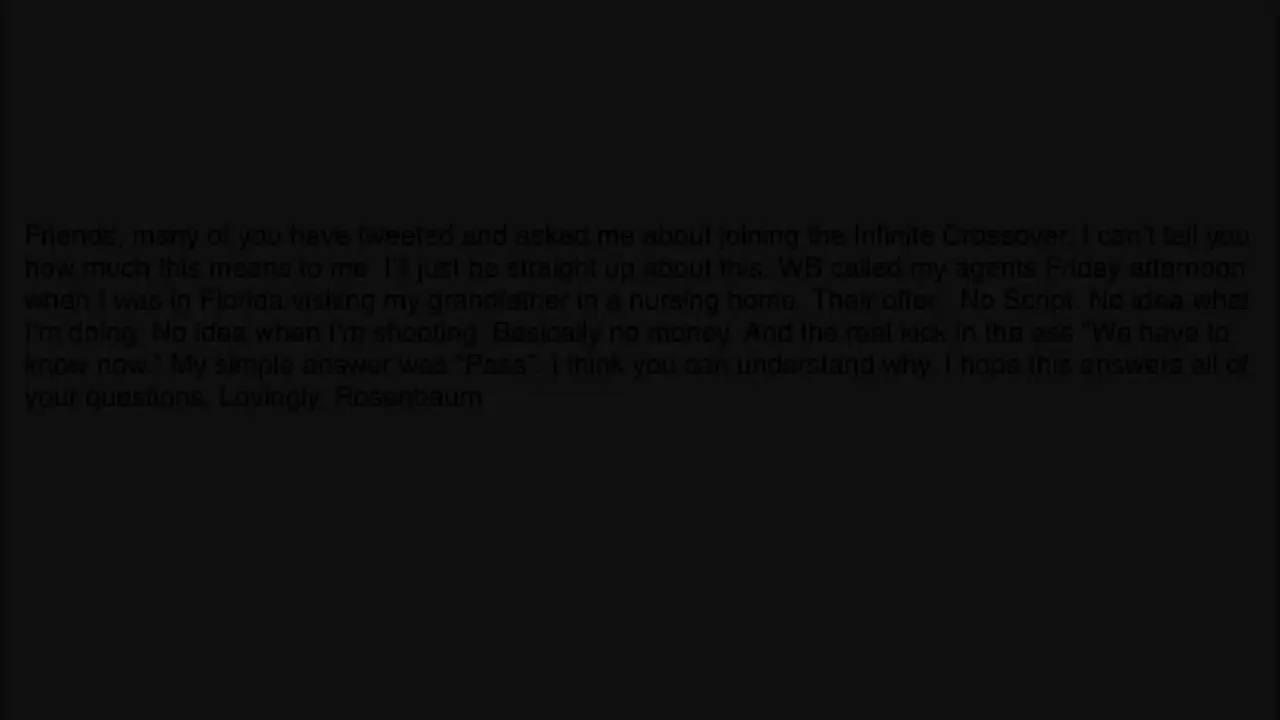 Friends, many of you have tweeted and asked me about joining the Infinite Crossover. I can't tell you
how much this means to me. I'll just be straight up about this. WB called my agents Friday afternoon
when I was in Florida visiting my grandfather in a nursing home. Their offer: No Script. No idea what
I'm doing. No idea when I'm shooting. Basically no money. And the real kick in the ass "We have to
know now." My simple answer was "Pass". I think you can understand why. I hope this answers all of
your questions. Lovingly, Rosenbaum